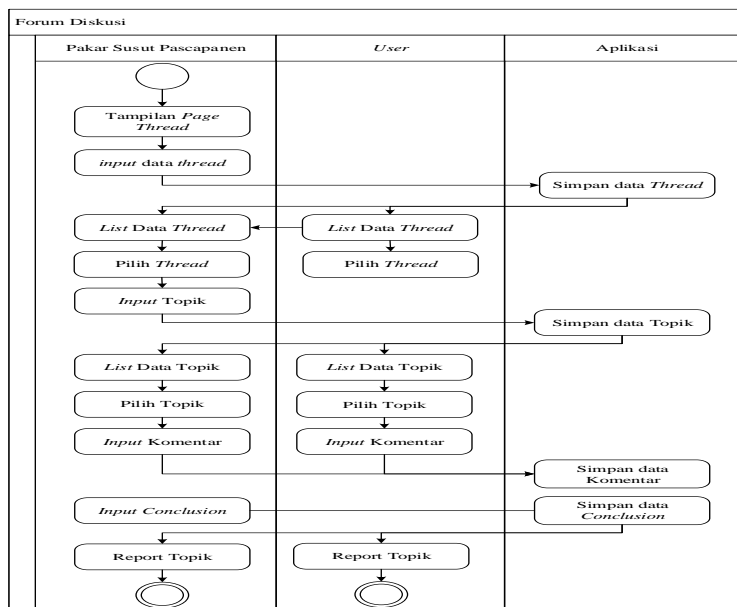 Forum Diskusi
Pakar Susut Pascapanen
User
Aplikasi
Tampilan Page
Thread
input data thread
Simpan data Thread
List Data Thread
List Data Thread
Pilih Thread
Pilih Thread
Input Topik
Simpan data Topik
List Data Topik
List Data Topik
Pilih Topik
Pilih Topik
Input Komentar
Input Komentar
Simpan data
Komentar
Input Conclusion
Simpan data
Conclusion
Report Topik
Report Topik